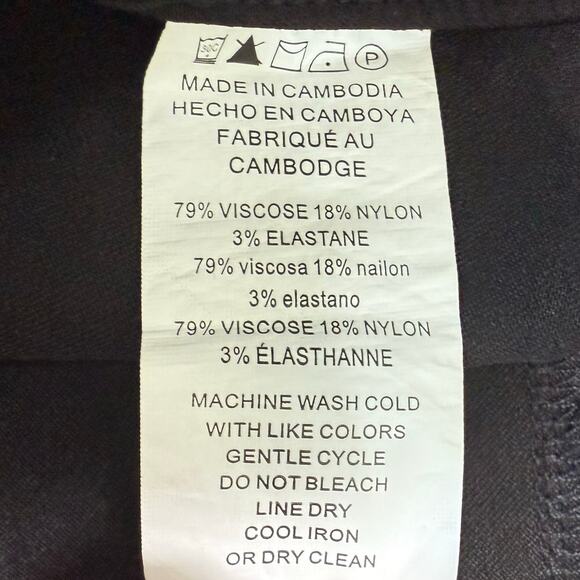 30C P
MADE IN CAMBODIA
HECHO EN CAMBOYA
FABRIQUÉ AU
CAMBODGE
79% VISCOSE 18% NYLON
3% ELASTANE
79% viscosa 18% nailon
3% elastano
79% VISCOSE 18% NYLON
3% ÉLASTHANNE
MACHINE WASH COLD
WITH LIKE COLORS
GENTLE CYCLE
DO NOT BLEACH
LINE DRY
COOL IRON
OR DRY CLEAN